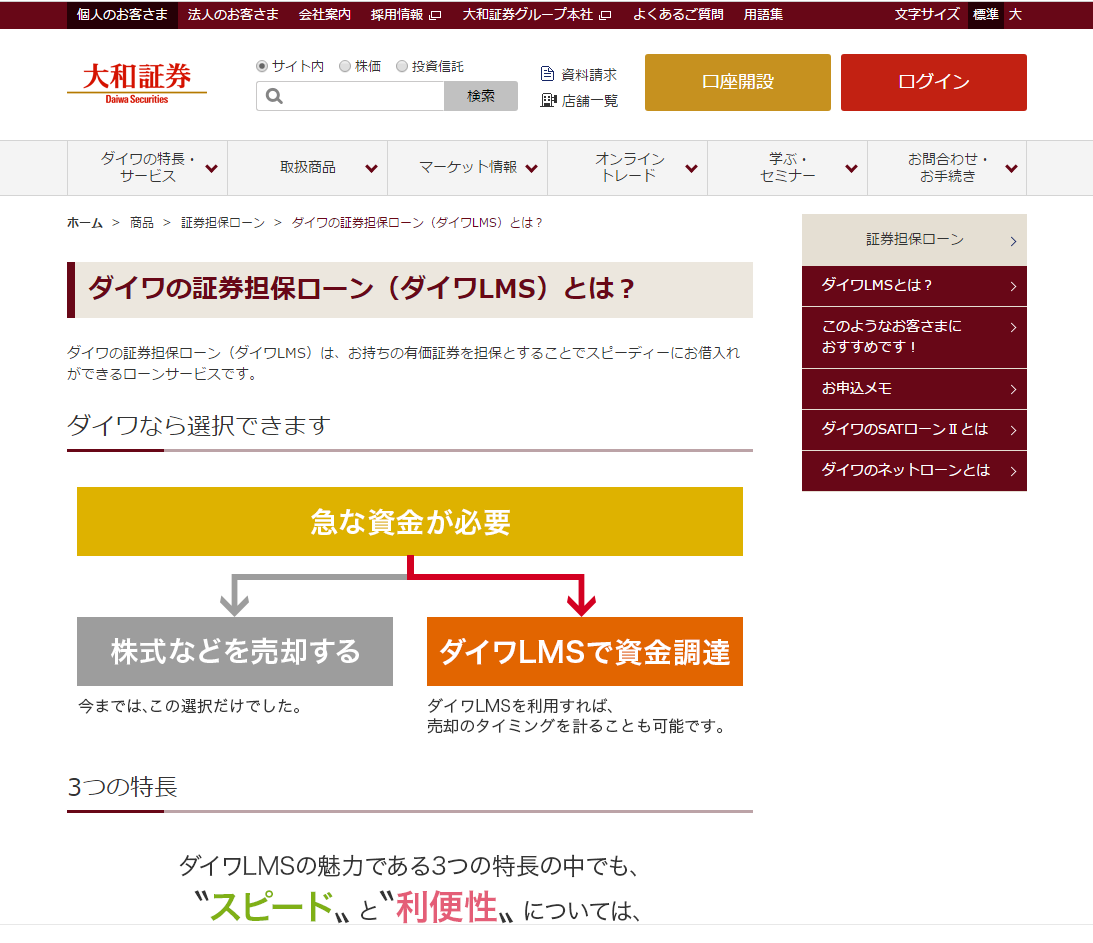 個人のお客さま 法人のお客さま 会社案内 採用情報 大和証券グループ本社 よくあるご質問 用語集 文字サイズ 標準 大
大和証券
Daiwa Securities
サイト内 株価 投資信託
検索
資料請求
店舗一覧
口座開設
ログイン
ダイワの特長・
サービス
取扱商品
マーケット情報
オンライン
トレード
学ぶ・
セミナー
お問合わせ・
お手続き
ホーム > 商品 > 証券担保ローン > ダイワの証券担保ローン（ダイワLMS）とは？
ダイワの証券担保ローン（ダイワLMS）とは？
ダイワの証券担保ローン（ダイワLMS）は、お持ちの有価証券を担保とすることでスピーディーにお借入れ
ができるローンサービスです。
ダイワなら選択できます
急な資金が必要
株式などを売却する
今までは、この選択だけでした。
ダイワLMSで資金調達
ダイワLMSを利用すれば、
売却のタイミングを計ることも可能です。
3つの特長
ダイワLMSの魅力である3つの特長の中でも、
〝スピード〟と〝利便性〟については、
証券担保ローン
ダイワLMSとは？
このようなお客さまに
おすすめです！
お申込メモ
ダイワのSATローンⅡとは
ダイワのネットローンとは